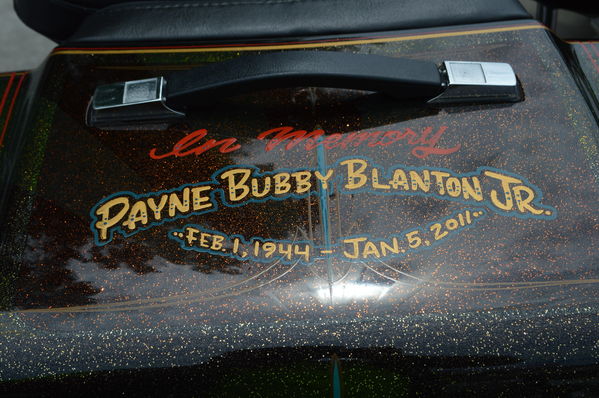 In Memory
PAYNE BUBBY BLANTON JR.
FEB. 1, 1944 - JAN. 5, 2011